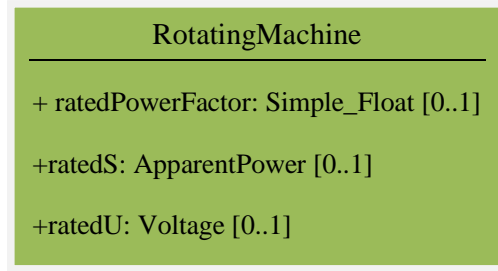 RotatingMachine
+ ratedPowerFactor: Simple_Float [0..1]
+ratedS: ApparentPower [0..1]
+ratedU: Voltage [0..1]